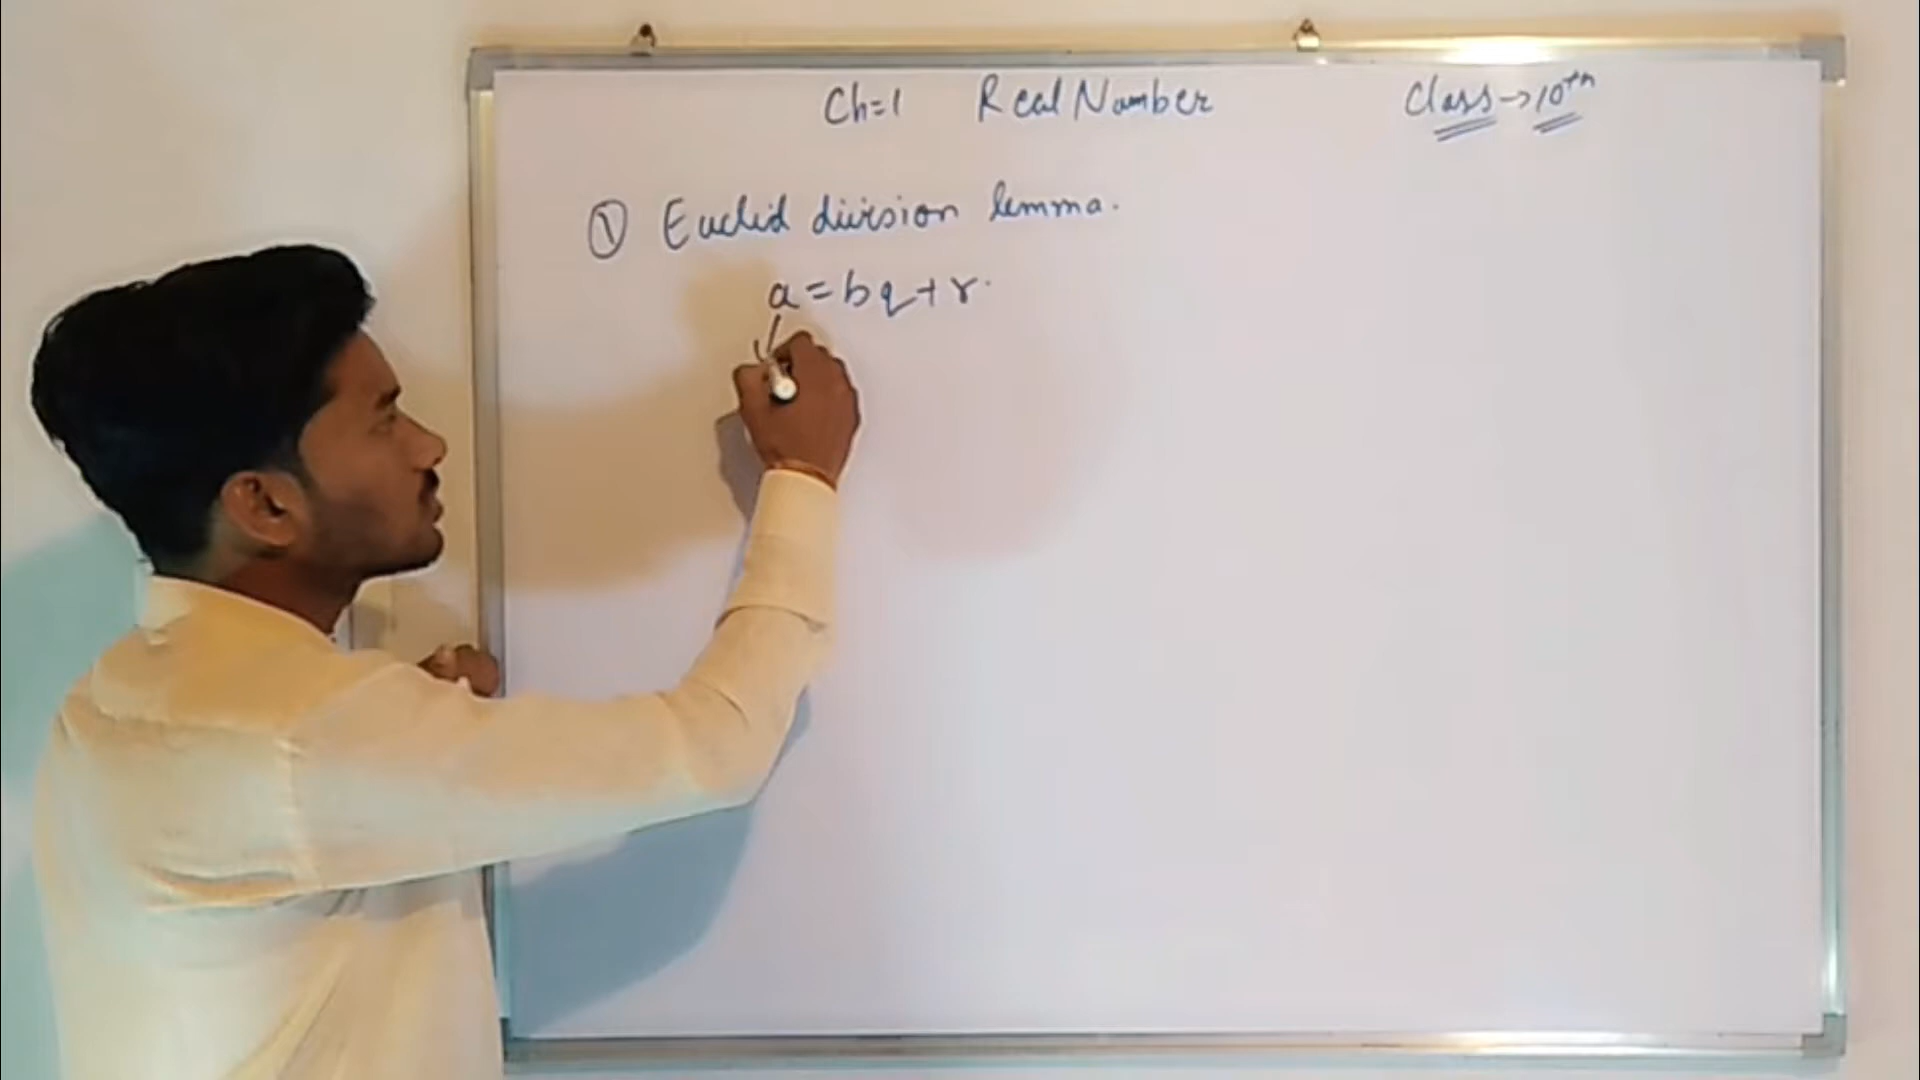 Ch=1 Real Number Class→10th
① Euclid division lemma.
a=bq+r.